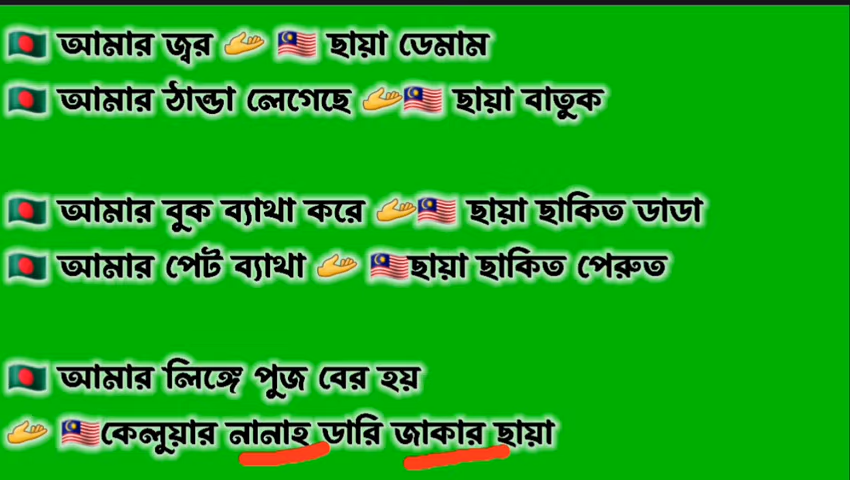 🇧🇩 আমার জ্বর 🫴 🇲🇾 ছায়া ডেমাম
🇧🇩 আমার ঠান্ডা লেগেছে 🫴🇲🇾 ছায়া বাতুক
🇧🇩 আমার বুক ব্যাথা করে 🫴🇲🇾 ছায়া ছাকিত ডাডা
🇧🇩 আমার পেট ব্যাথা 🫴 🇲🇾ছায়া ছাকিত পেরুত
🇧🇩 আমার লিঙ্গে পুজ বের হয়
🫴 🇲🇾কেলুয়ার নানাহ ডারি জাকার ছায়া